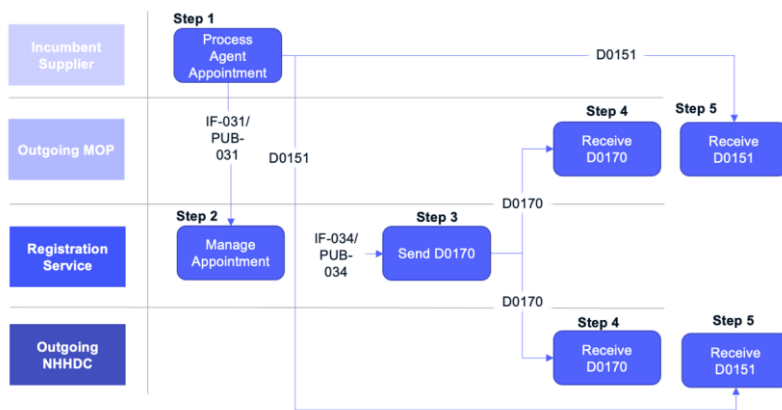 Step 1
Incumbent
Supplier
Process
Agent
Appointment
D0151
Step 4
Step 5
IF-031/
PUB-
031
Outgoing MOP
D0151
Receive
D0170
Receive
D0151
D0170
Step 2
Step 3
Registration
Service
Manage
Appointment
IF-034/
PUB-
034
Send D0170
D0170
Step 4
Step 5
Outgoing
NHHDC
Receive
D0170
Receive
D0151